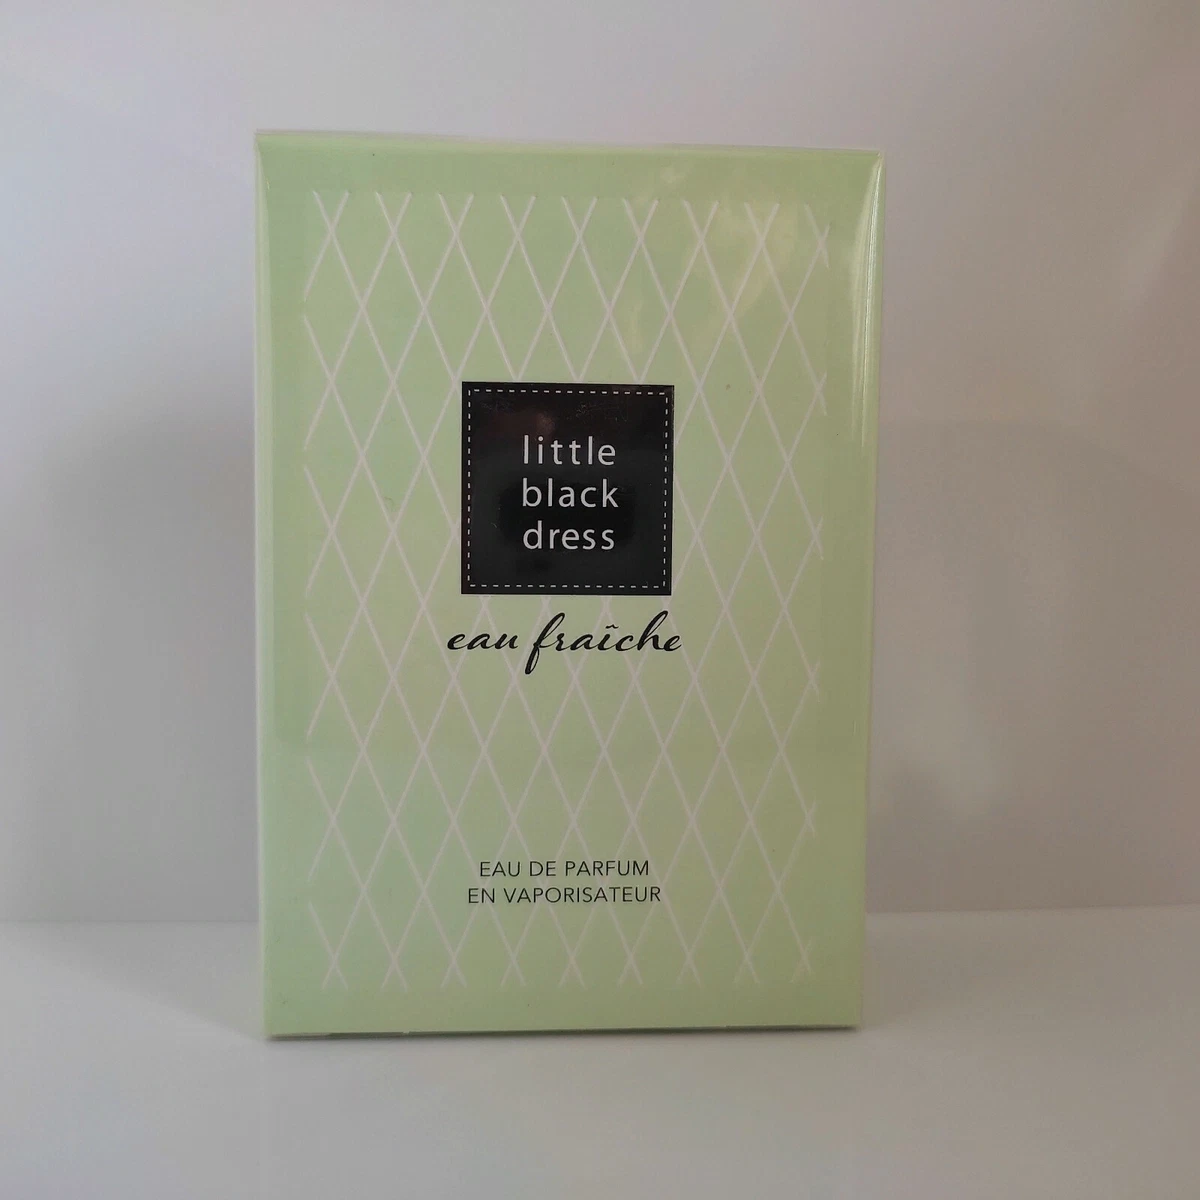 little
black
dress
eau fraîche
EAU DE PARFUM
EN VAPORISATEUR